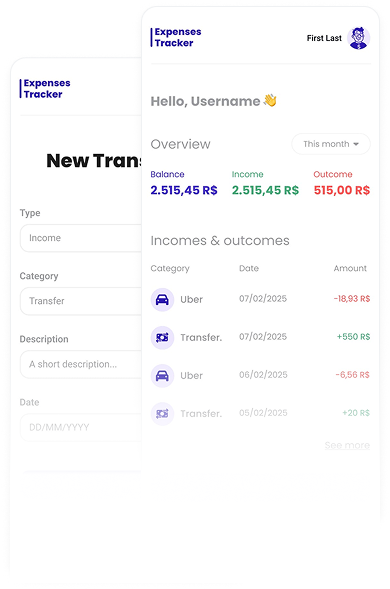 Expenses
Tracker
First Last
Hello, Username 👋
Overview
This month
Balance
Income
Outcome
2.515,45 R$
2.515,45 R$
515,00 R$
Incomes & outcomes
Category
Date
Amount
Uber
07/02/2025
-18,93 R$
Transfer.
07/02/2025
+550 R$
Uber
06/02/2025
-6,56 R$
Transfer.
05/02/2025
+20 R$
See more
Expenses
Tracker
New Trans
Type
Income
Category
Transfer
Description
A short description...
Date
DD/MM/YYYY